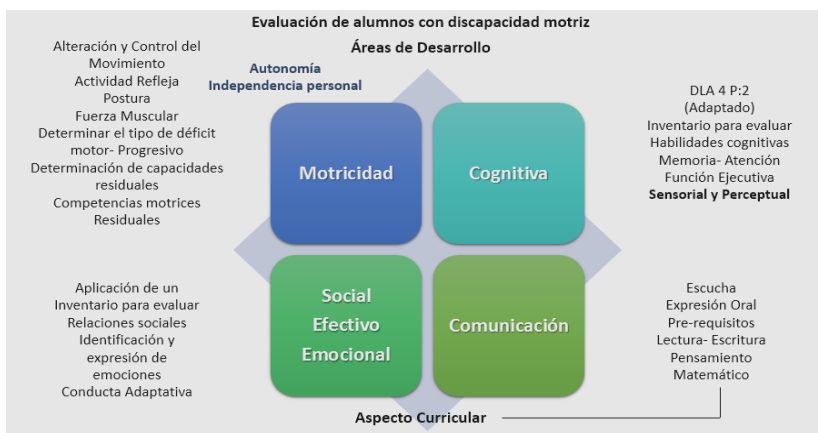 Evaluación de alumnos con discapacidad motriz
Áreas de Desarrollo
Alteración y Control del
Movimiento
Actividad Refleja
Postura
Fuerza Muscular
Determinar el tipo de déficit
motor- Progresivo
Determinación de capacidades
residuales
Competencias motrices
Residuales
Autonomía
Independencia personal
Motricidad
Cognitiva
DLA 4 P:2
(Adaptado)
Inventario para evaluar
Habilidades cognitivas
Memoria- Atención
Función Ejecutiva
Sensorial y Perceptual
Aplicación de un
Inventario para evaluar
Relaciones sociales
Identificación y
expresión de
emociones
Conducta Adaptativa
Social
Efectivo
Emocional
Comunicación
Escucha
Expresión Oral
Pre-requisitos
Lectura- Escritura
Pensamiento
Matemático
Aspecto Curricular